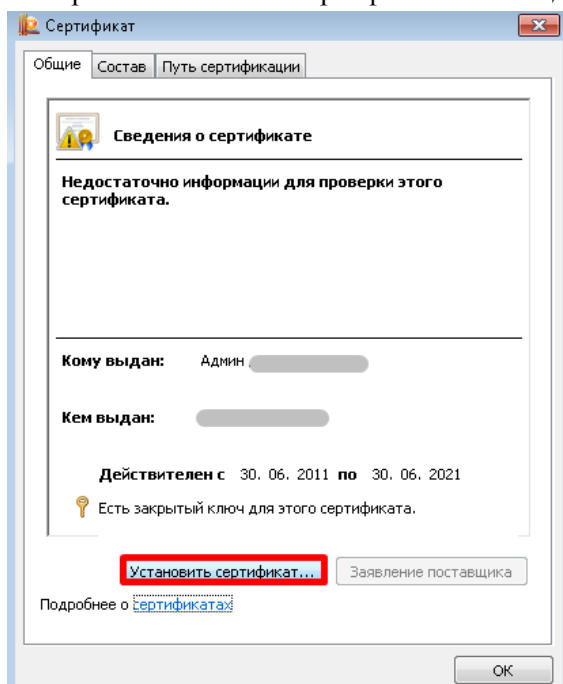 Сертификат
Общие Состав Путь сертификации
Сведения о сертификате
Недостаточно информации для проверки этого
сертификата.
Кому выдан: Админ
Кем выдан:
Действителен с 30. 06. 2011 по 30. 06. 2021
Есть закрытый ключ для этого сертификата.
Установить сертификат... Заявление поставщика
Подробнее о сертификатах
ОК